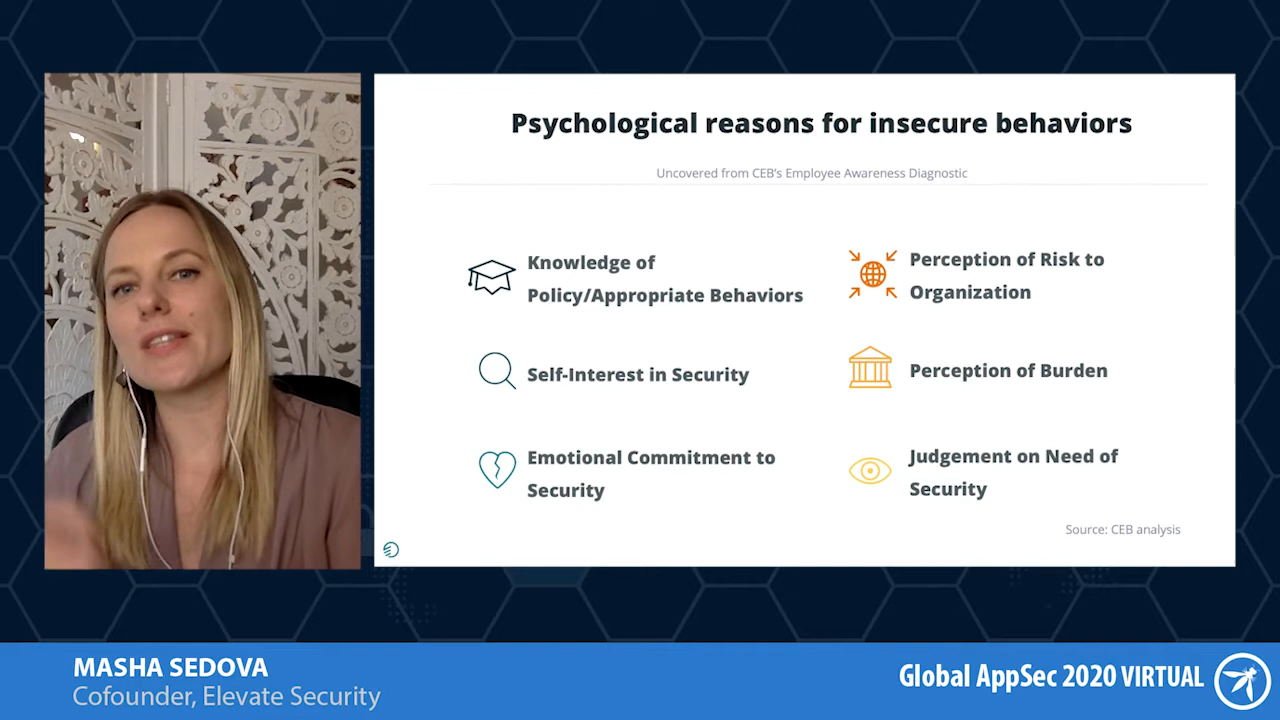 Psychological reasons for insecure behaviors
Uncovered from CEB's Employee Awareness Diagnostic
Knowledge of
Policy/Appropriate Behaviors
Self-Interest in Security
Emotional Commitment to
Security
Perception of Risk to
Organization
Perception of Burden
Judgement on Need of
Security
Source: CEB analysis
MASHA SEDOVA
Cofounder, Elevate Security
Global AppSec 2020 VIRTUAL